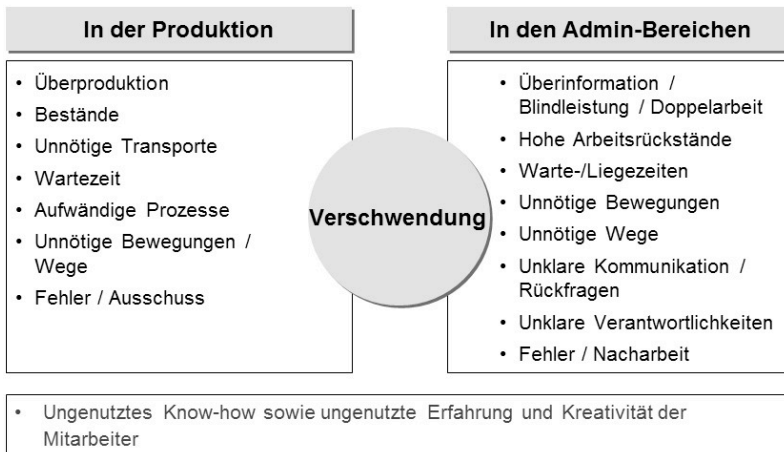 In der Produktion
• Überproduktion
• Bestände
• Unnötige Transporte
• Wartezeit
• Aufwändige Prozesse
• Unnötige Bewegungen /
Wege
• Fehler / Ausschuss
Verschwendung
In den Admin-Bereichen
• Überinformation /
Blindleistung / Doppelarbeit
• Hohe Arbeitsrückstände
• Warte-/Liegezeiten
• Unnötige Bewegungen
• Unnötige Wege
• Unklare Kommunikation /
Rückfragen
• Unklare Verantwortlichkeiten
• Fehler / Nacharbeit
• Ungenutztes Know-how sowie ungenutzte Erfahrung und Kreativität der
Mitarbeiter